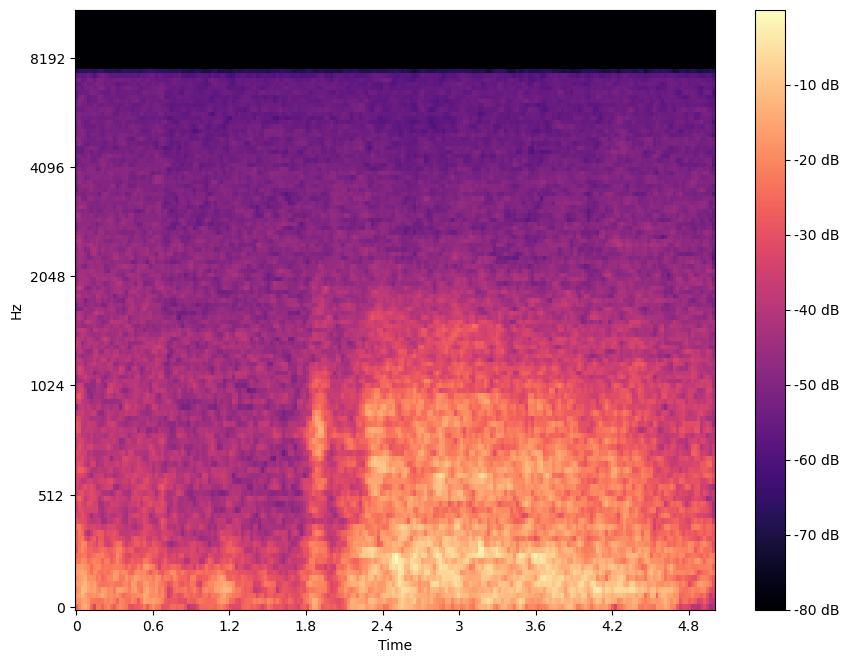 8192
4096
2048
1024
512
0
Hz
0 0.6 1.2 1.8 2.4 3 3.6 4.2 4.8
Time
-10 dB
-20 dB
-30 dB
-40 dB
-50 dB
-60 dB
-70 dB
-80 dB